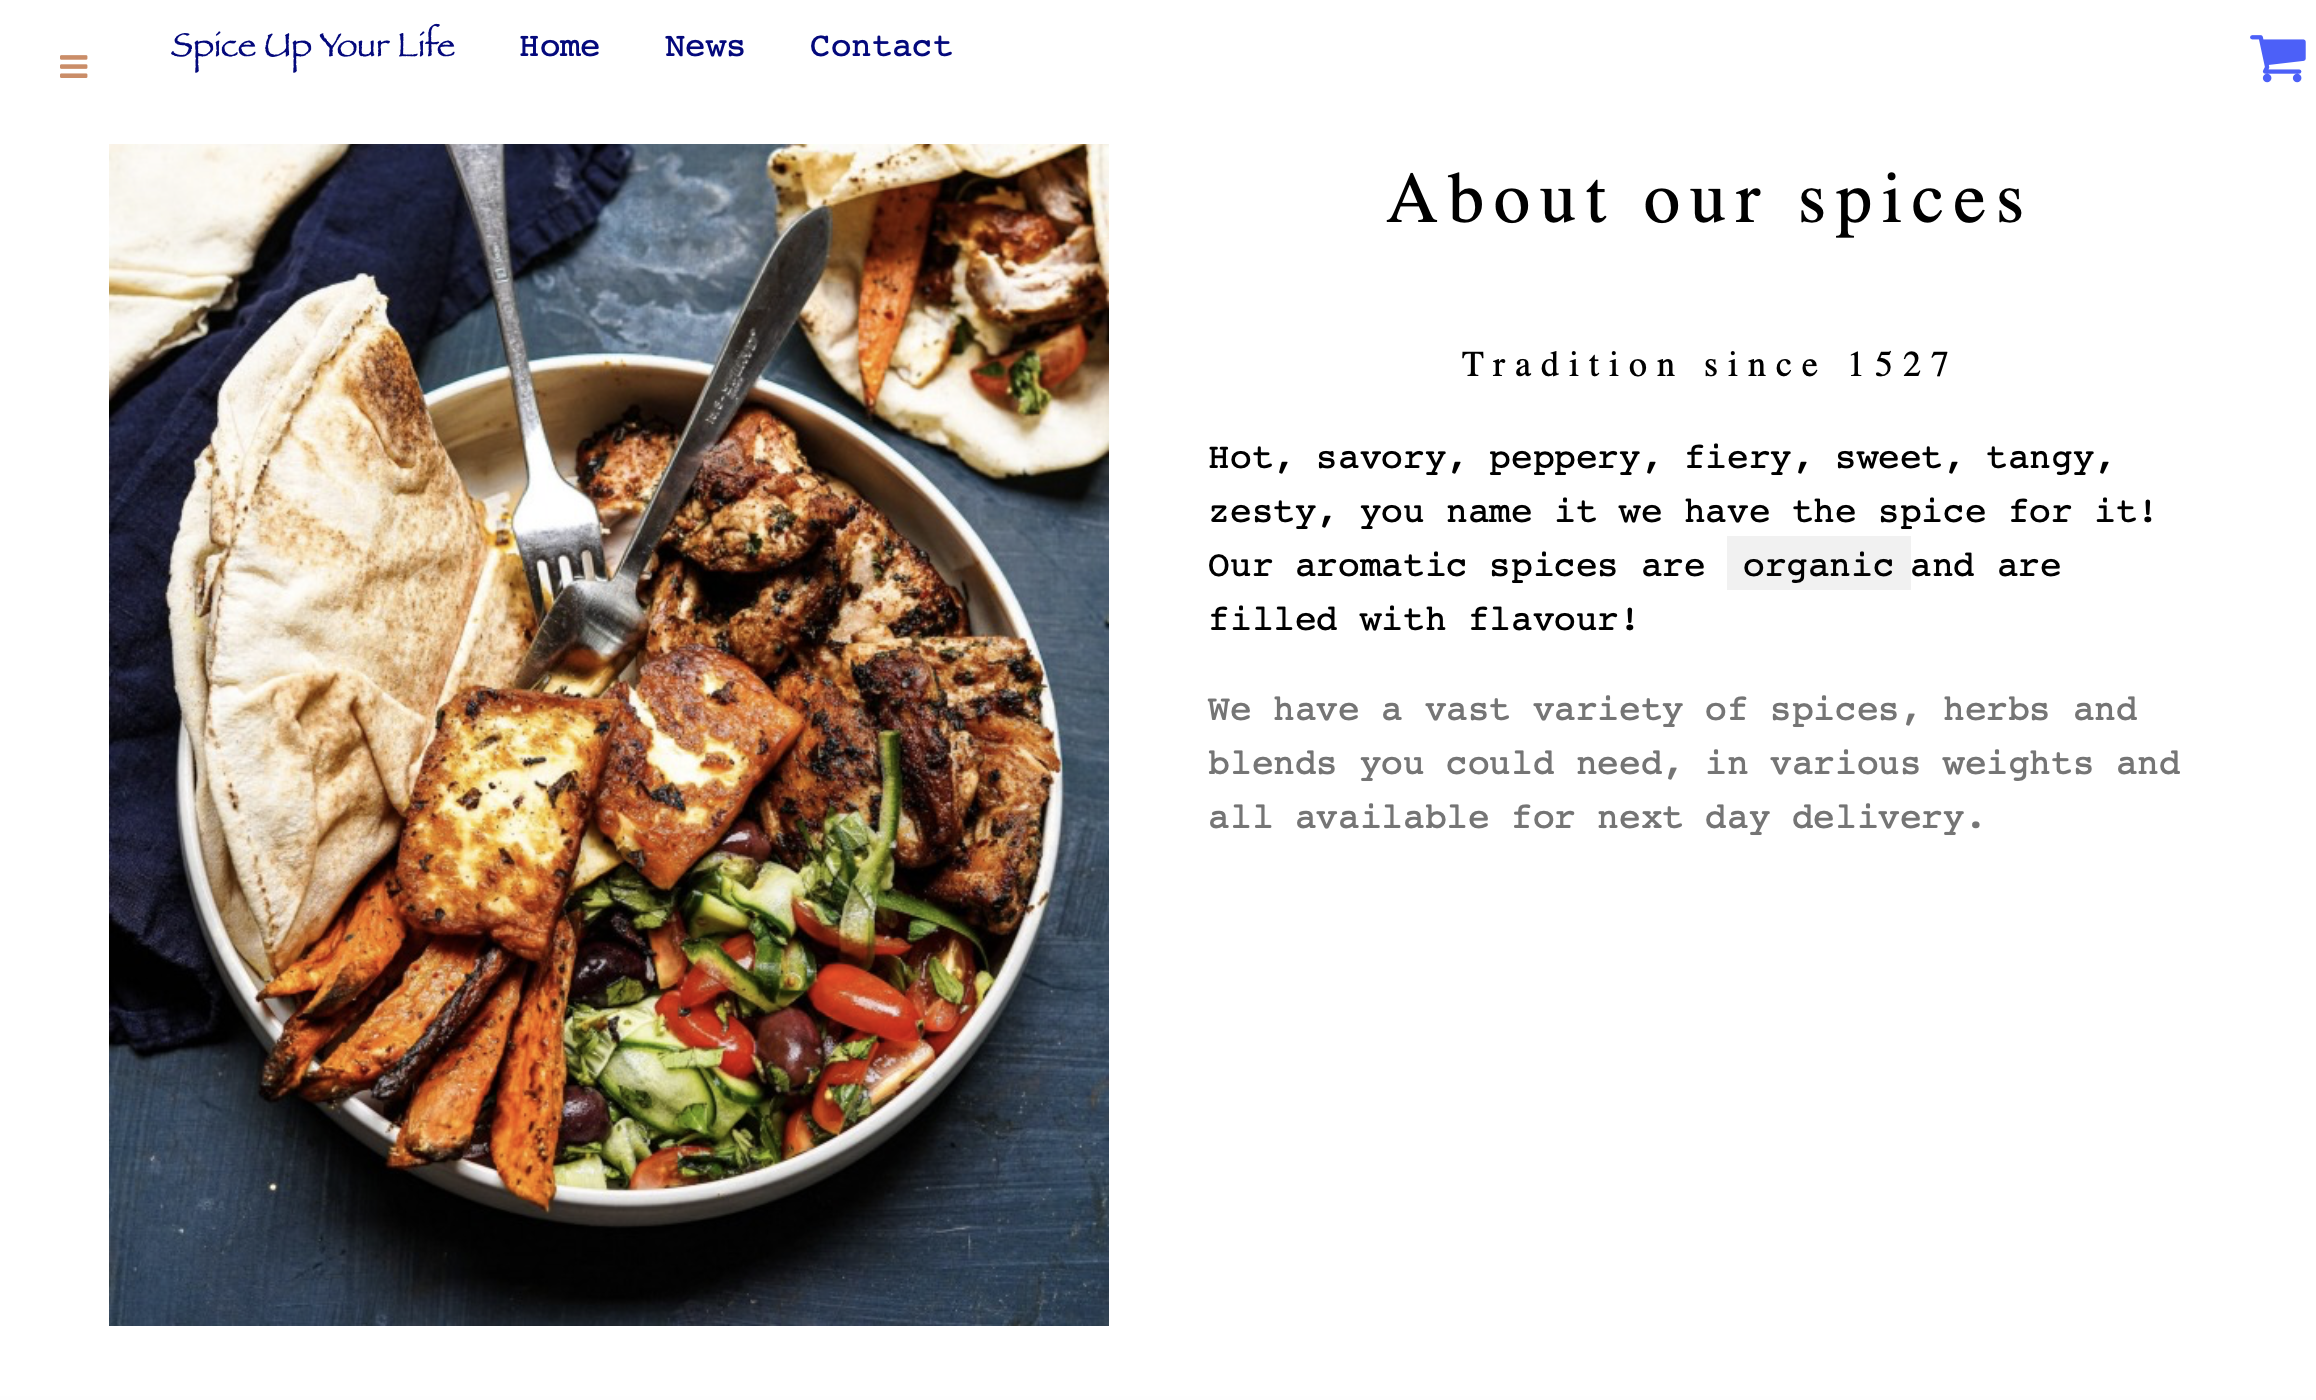 Spice Up Your Life Home News Contact
About our spices
Tradition since 1527
Hot, savory, peppery, fiery, sweet, tangy,
zesty, you name it we have the spice for it!
Our aromatic spices are organic and are
filled with flavour!
We have a vast variety of spices, herbs and
blends you could need, in various weights and
all available for next day delivery.